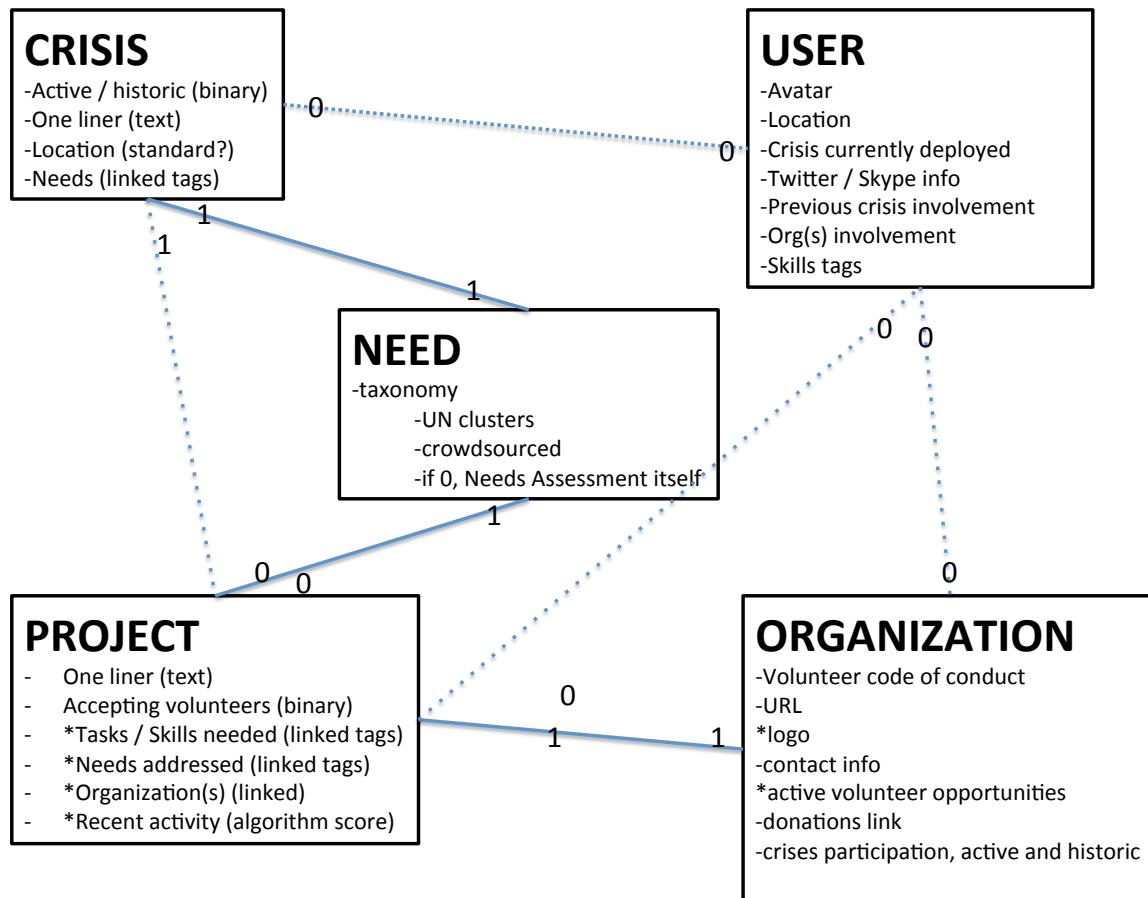 CRISIS
-Active / historic (binary)
-One liner (text)
-Location (standard?)
-Needs (linked tags)
USER
-Avatar
-Location
-Crisis currently deployed
-Twitter / Skype info
-Previous crisis involvement
-Org(s) involvement
-Skills tags
0
0
1
1
1
NEED
-taxonomy
-UN clusters
-crowdsourced
-if 0, Needs Assessment itself
0
0
1
0
0
0
PROJECT
- One liner (text)
- Accepting volunteers (binary)
- *Tasks / Skills needed (linked tags)
- *Needs addressed (linked tags)
- *Organization(s) (linked)
- *Recent activity (algorithm score)
0
1
1
ORGANIZATION
-Volunteer code of conduct
-URL
*logo
-contact info
*active volunteer opportunities
-donations link
-crises participation, active and historic